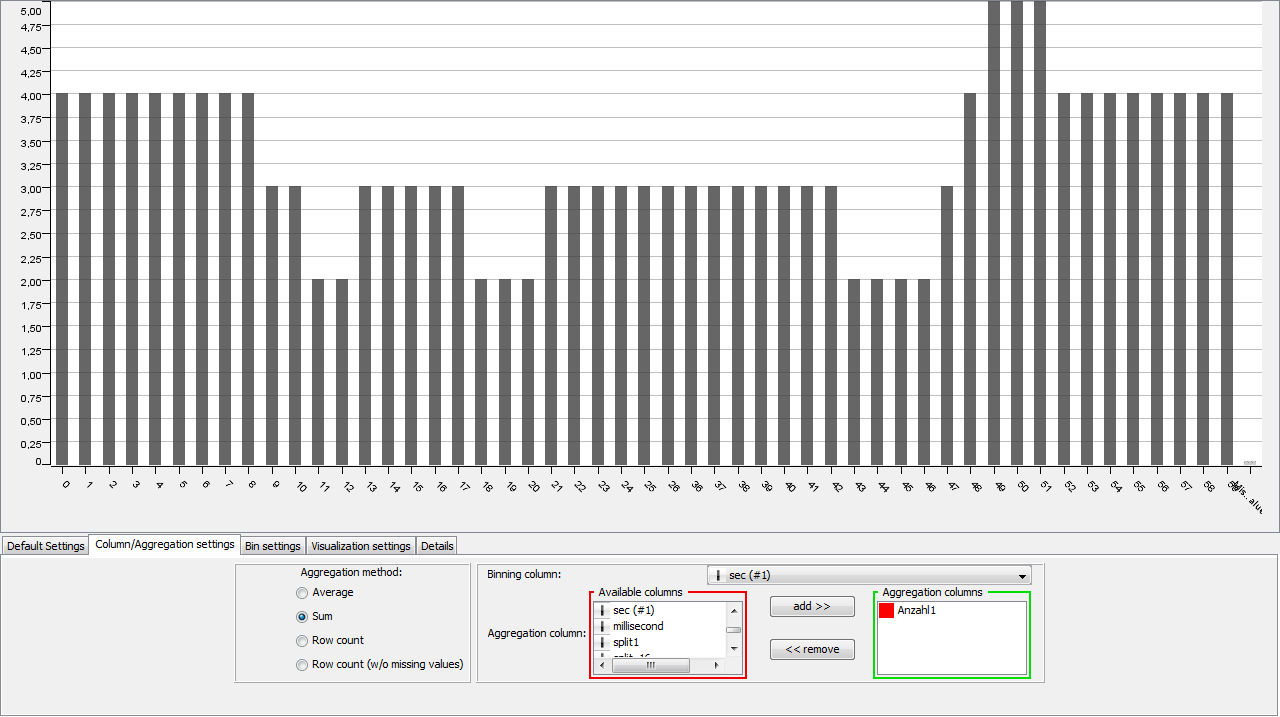 5,00
4,75
4,50
4,25
4,00
3,75
3,50
3,25
3,00
2,75
2,50
2,25
2,00
1,75
1,50
1,25
1,00
0,75
0,50
0,25
0
0 1 2 3 4 5 6 7 8 9 10 11 12 13 14 15 16 17 18 19 20 21 22 23 24 25 26 36 37 38 39 40 41 42 43 44 45 46 47 48 49 50 51 52 53 54 55 56 57 58 59 Mis..alue
Default Settings Column/Aggregation settings Bin settings Visualization settings Details
Aggregation method:
Average
Sum
Row count
Row count (w/o missing values)
Binning column: sec (#1)
Aggregation column:
Available columns
sec (#1)
millisecond
split1
add >>
<< remove
Aggregation columns
Anzahl1